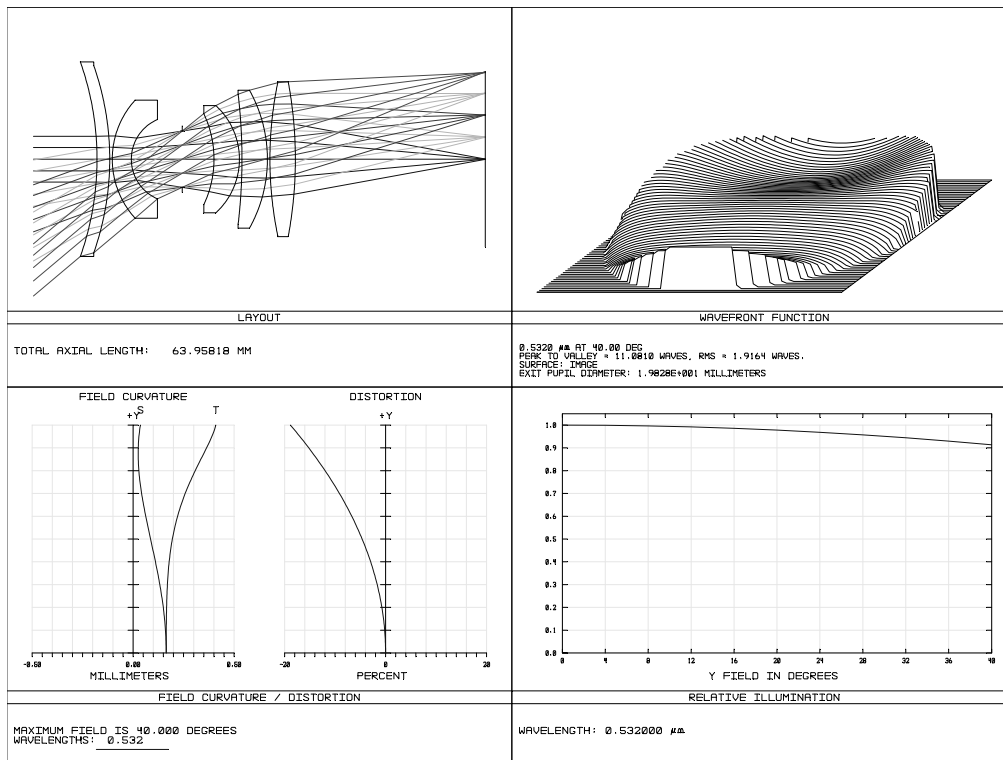 LAYOUT
TOTAL AXIAL LENGTH: 63.95818 MM
WAVEFRONT FUNCTION
0.5320 µm AT 40.00 DEG
PEAK TO VALLEY = 11.0810 WAVES, RMS = 1.9164 WAVES.
SURFACE: IMAGE
EXIT PUPIL DIAMETER: 1.9828E+001 MILLIMETERS
FIELD CURVATURE
S T
+Y
-0.50 0.00 0.50
MILLIMETERS
DISTORTION
+Y
-20 0 20
PERCENT
FIELD CURVATURE / DISTORTION
MAXIMUM FIELD IS 40.000 DEGREES
WAVELENGTHS: 0.532
1.0
0.9
0.8
0.7
0.6
0.5
0.4
0.3
0.2
0.1
0.0
0 4 8 12 16 20 24 28 32 36 40
Y FIELD IN DEGREES
RELATIVE ILLUMINATION
WAVELENGTH: 0.532000 µm